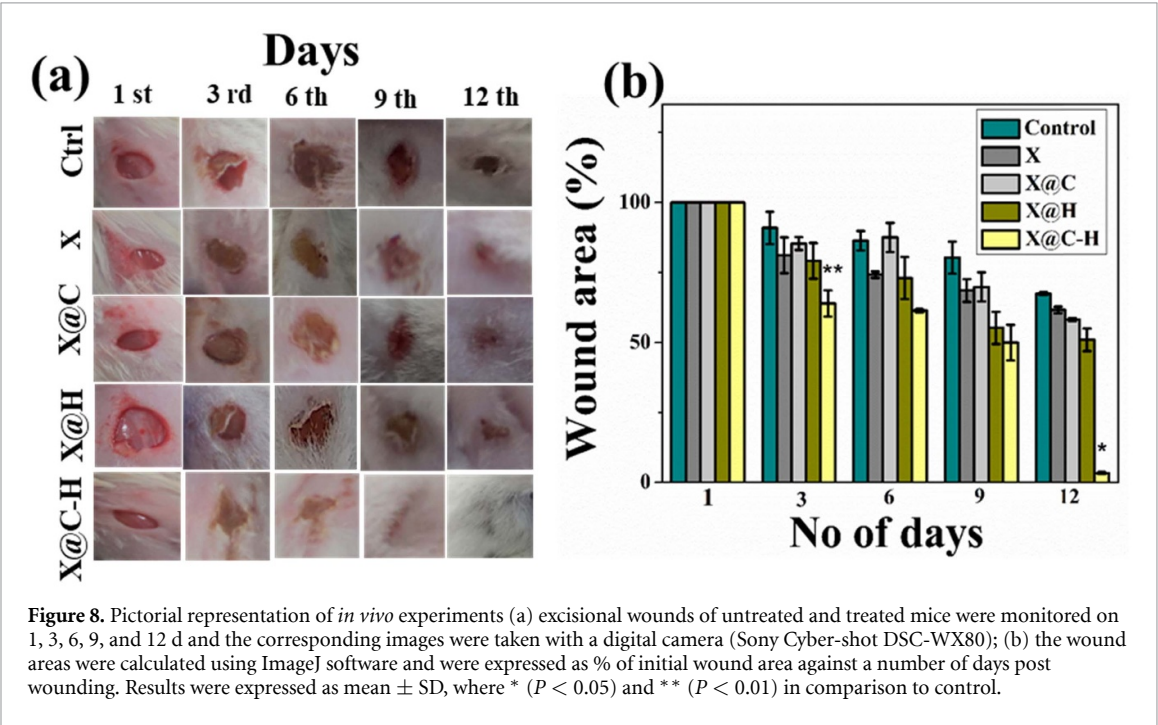 (a)
Days
1 st 3 rd 6 th 9 th 12 th
Ctrl
X
X@C
X@H
X@C-H
(b)
Wound area (%)
100
50
0
Control
X
X@C
X@H
X@C-H
**
*
1 3 6 9 12
No of days
Figure 8. Pictorial representation of in vivo experiments (a) excisional wounds of untreated and treated mice were monitored on
1, 3, 6, 9, and 12 d and the corresponding images were taken with a digital camera (Sony Cyber-shot DSC-WX80); (b) the wound
areas were calculated using ImageJ software and were expressed as % of initial wound area against a number of days post
wounding. Results were expressed as mean ± SD, where * (P < 0.05) and ** (P < 0.01) in comparison to control.